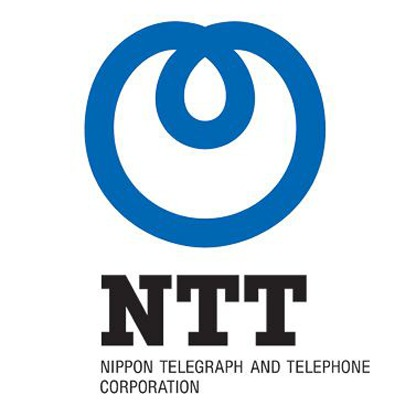 NTT
NIPPON TELEGRAPH AND TELEPHONE
CORPORATION